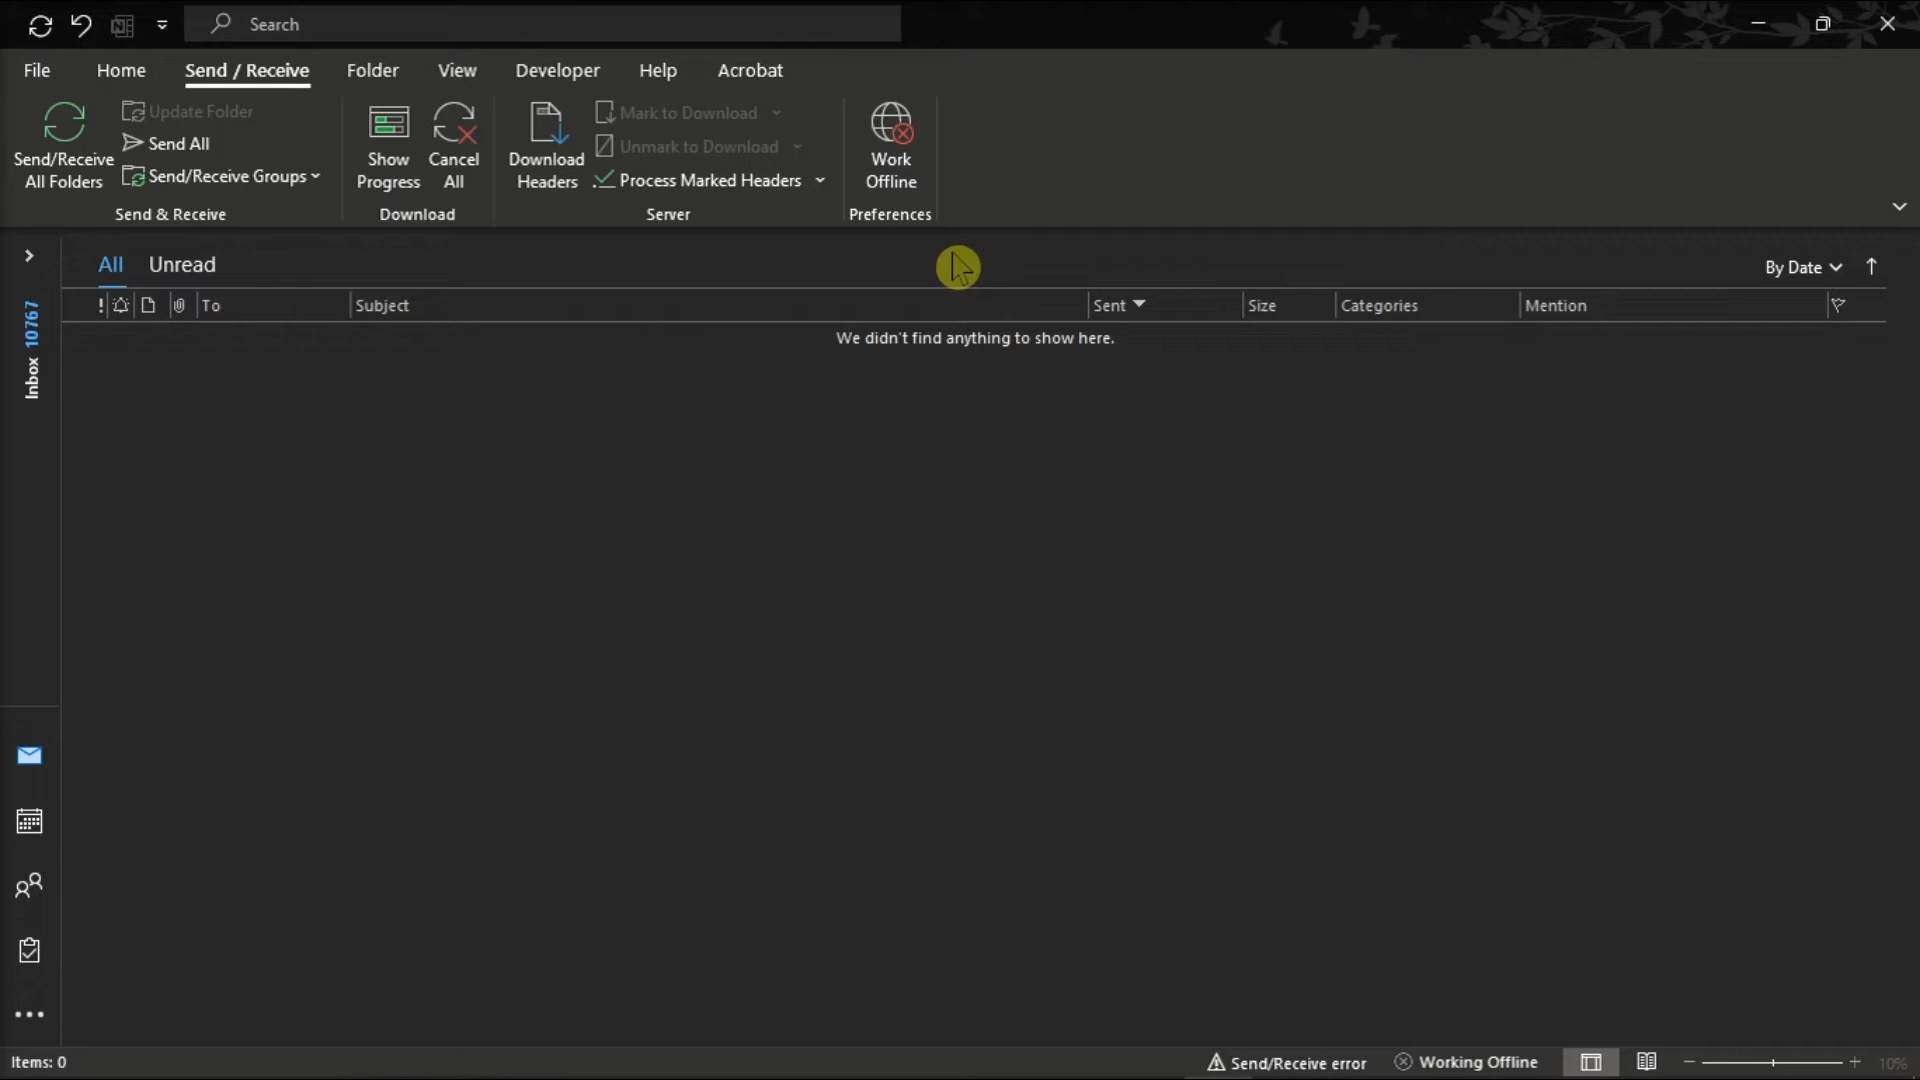 Search
File Home Send / Receive Folder View Developer Help Acrobat
Send/Receive All Folders
Update Folder
Send All
Send/Receive Groups
Send & Receive
Show Progress
Cancel All
Download
Download Headers
Mark to Download
Unmark to Download
Process Marked Headers
Server
Work Offline
Preferences
All Unread
By Date
! To Subject Sent Size Categories Mention
We didn't find anything to show here.
Inbox 10767
Items: 0
Send/Receive error
Working Offline
10%